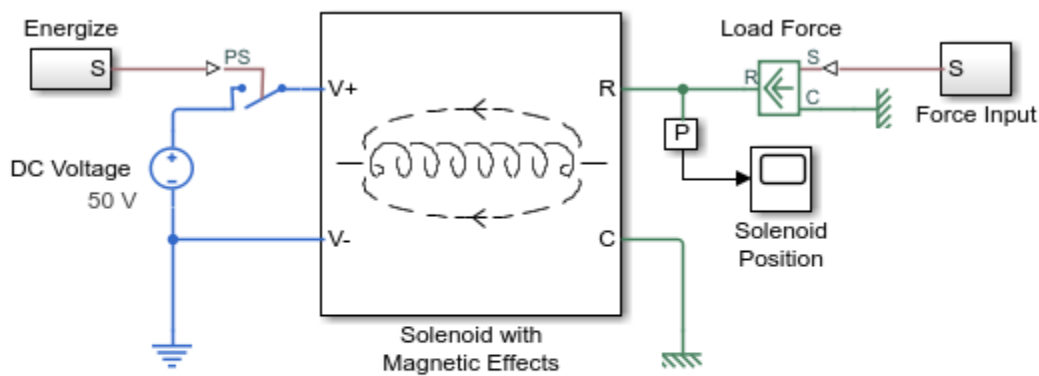 Energize
S
PS
DC Voltage
50 V
V+
V-
R
C
Solenoid with
Magnetic Effects
Load Force
R
S
C
S
Force Input
P
Solenoid
Position